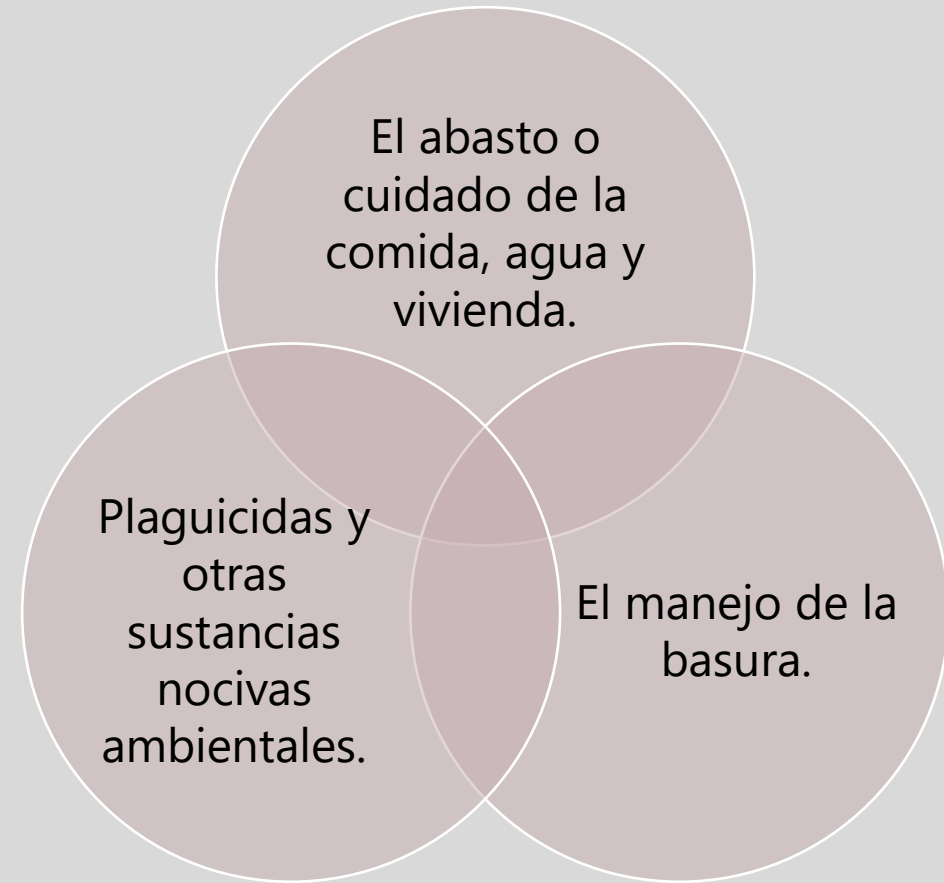 El abasto o
cuidado de la
comida, agua y
vivienda.
Plaguicidas y
otras
sustancias
nocivas
ambientales.
El manejo de la
basura.